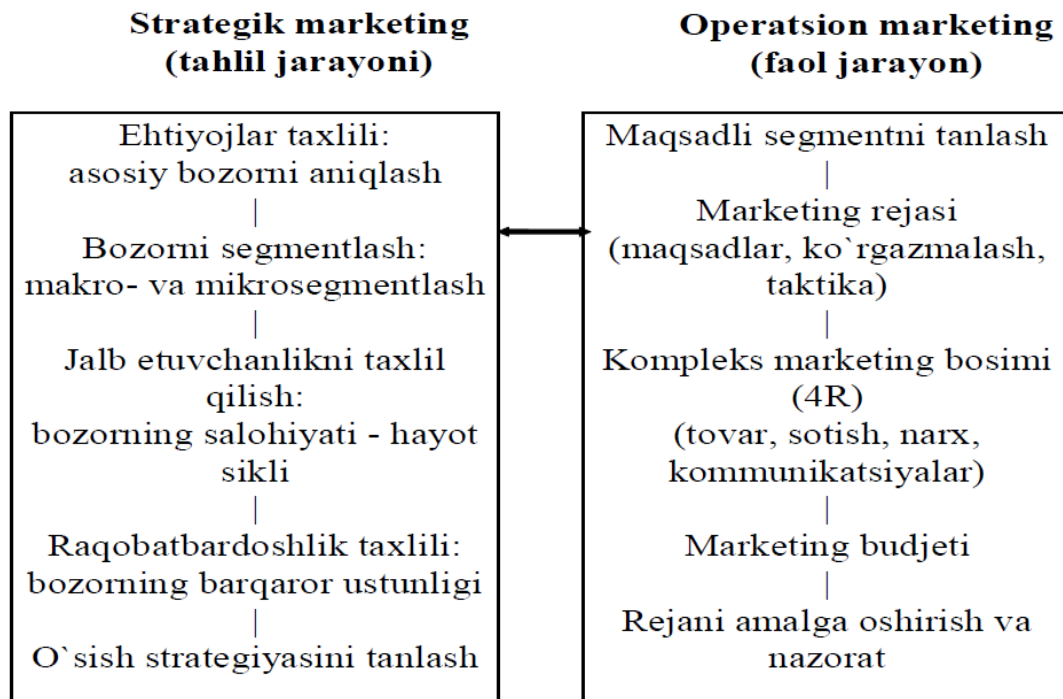 Strategik marketing
(tahlil jarayoni)
Ehtiyojlar taxlili:
asosiy bozorni aniqlash
|
Bozorni segmentlash:
makro- va mikrosegmentlash
|
Jalb etuvchanlikni taxlil
qilish:
bozorning salohiyati - hayot
sikli
|
Raqobatbardoshlik taxlili:
bozorning barqaror ustunligi
|
O`sish strategiyasini tanlash
Operatsion marketing
(faol jarayon)
Maqsadli segmentni tanlash
|
Marketing rejasi
(maqsadlar, ko`rgazmalash,
taktika)
|
Kompleks marketing bosimi
(4R)
(tovar, sotish, narx,
kommunikatsiyalar)
|
Marketing budjeti
|
Rejani amalga oshirish va
nazorat